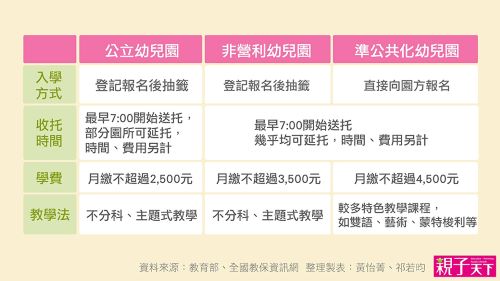 公立幼兒園
非營利幼兒園
準公共化幼兒園
入學
方式
登記報名後抽籤
登記報名後抽籤
直接向園方報名
收托
時間
最早7:00開始送托，
部分園所可延托，
時間、費用另計
最早7:00開始送托
幾乎均可延托，時間、費用另計
學費
月繳不超過2,500元
月繳不超過3,500元
月繳不超過4,500元
教學法
不分科、主題式教學
不分科、主題式教學
較多特色教學課程，
如雙語、藝術、蒙特梭利等
資料來源：教育部、全國教保資訊網 整理製表：黃怡菁、祁若昀
親子天下